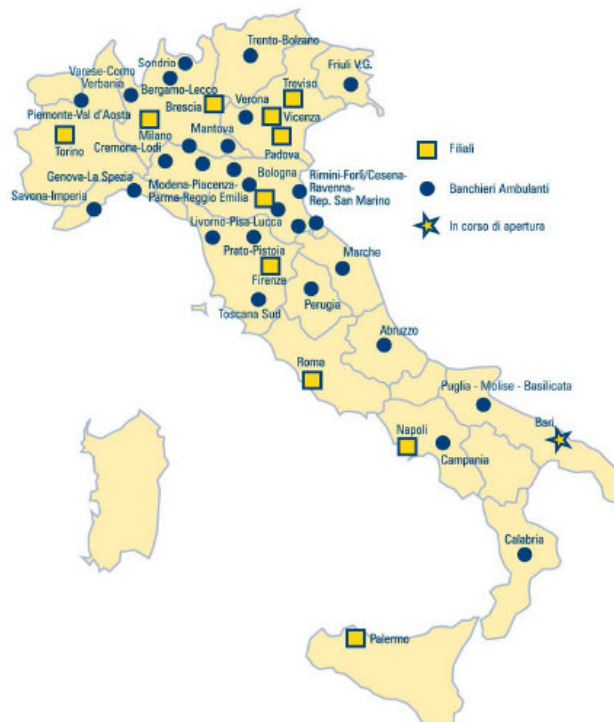 Trento-Bolzano
Sondrio
Friuli V.G.
Varese-Como
Verbania
Bergamo-Lecco
Treviso
Brescia
Verona
Piemonte-Val d'Aosta
Vicenza
Milano
Mantova
Torino
Cremona-Lodi
Padova
Filiali
Genova-La Spezia
Bologna
Rimini-Forlì/Cesena-
Ravenna-
Rep. San Marino
Modena-Piacenza-
Parma-Reggio Emilia
Banchieri Ambulanti
Savona-Imperia
Livorno-Pisa-Lucca
In corso di apertura
Prato-Pistoia
Marche
Firenze
Perugia
Toscana Sud
Abruzzo
Roma
Puglia - Molise - Basilicata
Bari
Napoli
Campania
Calabria
Palermo